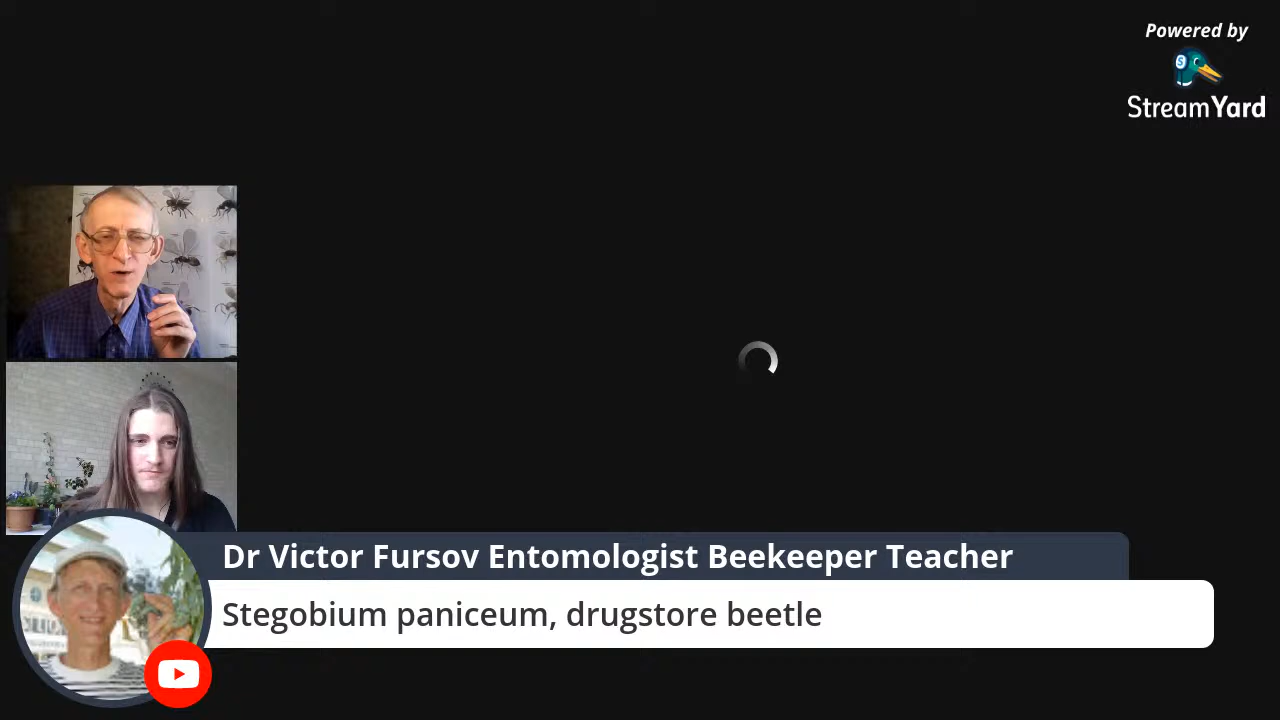 Powered by
StreamYard
Dr Victor Fursov Entomologist Beekeeper Teacher
Stegobium paniceum, drugstore beetle